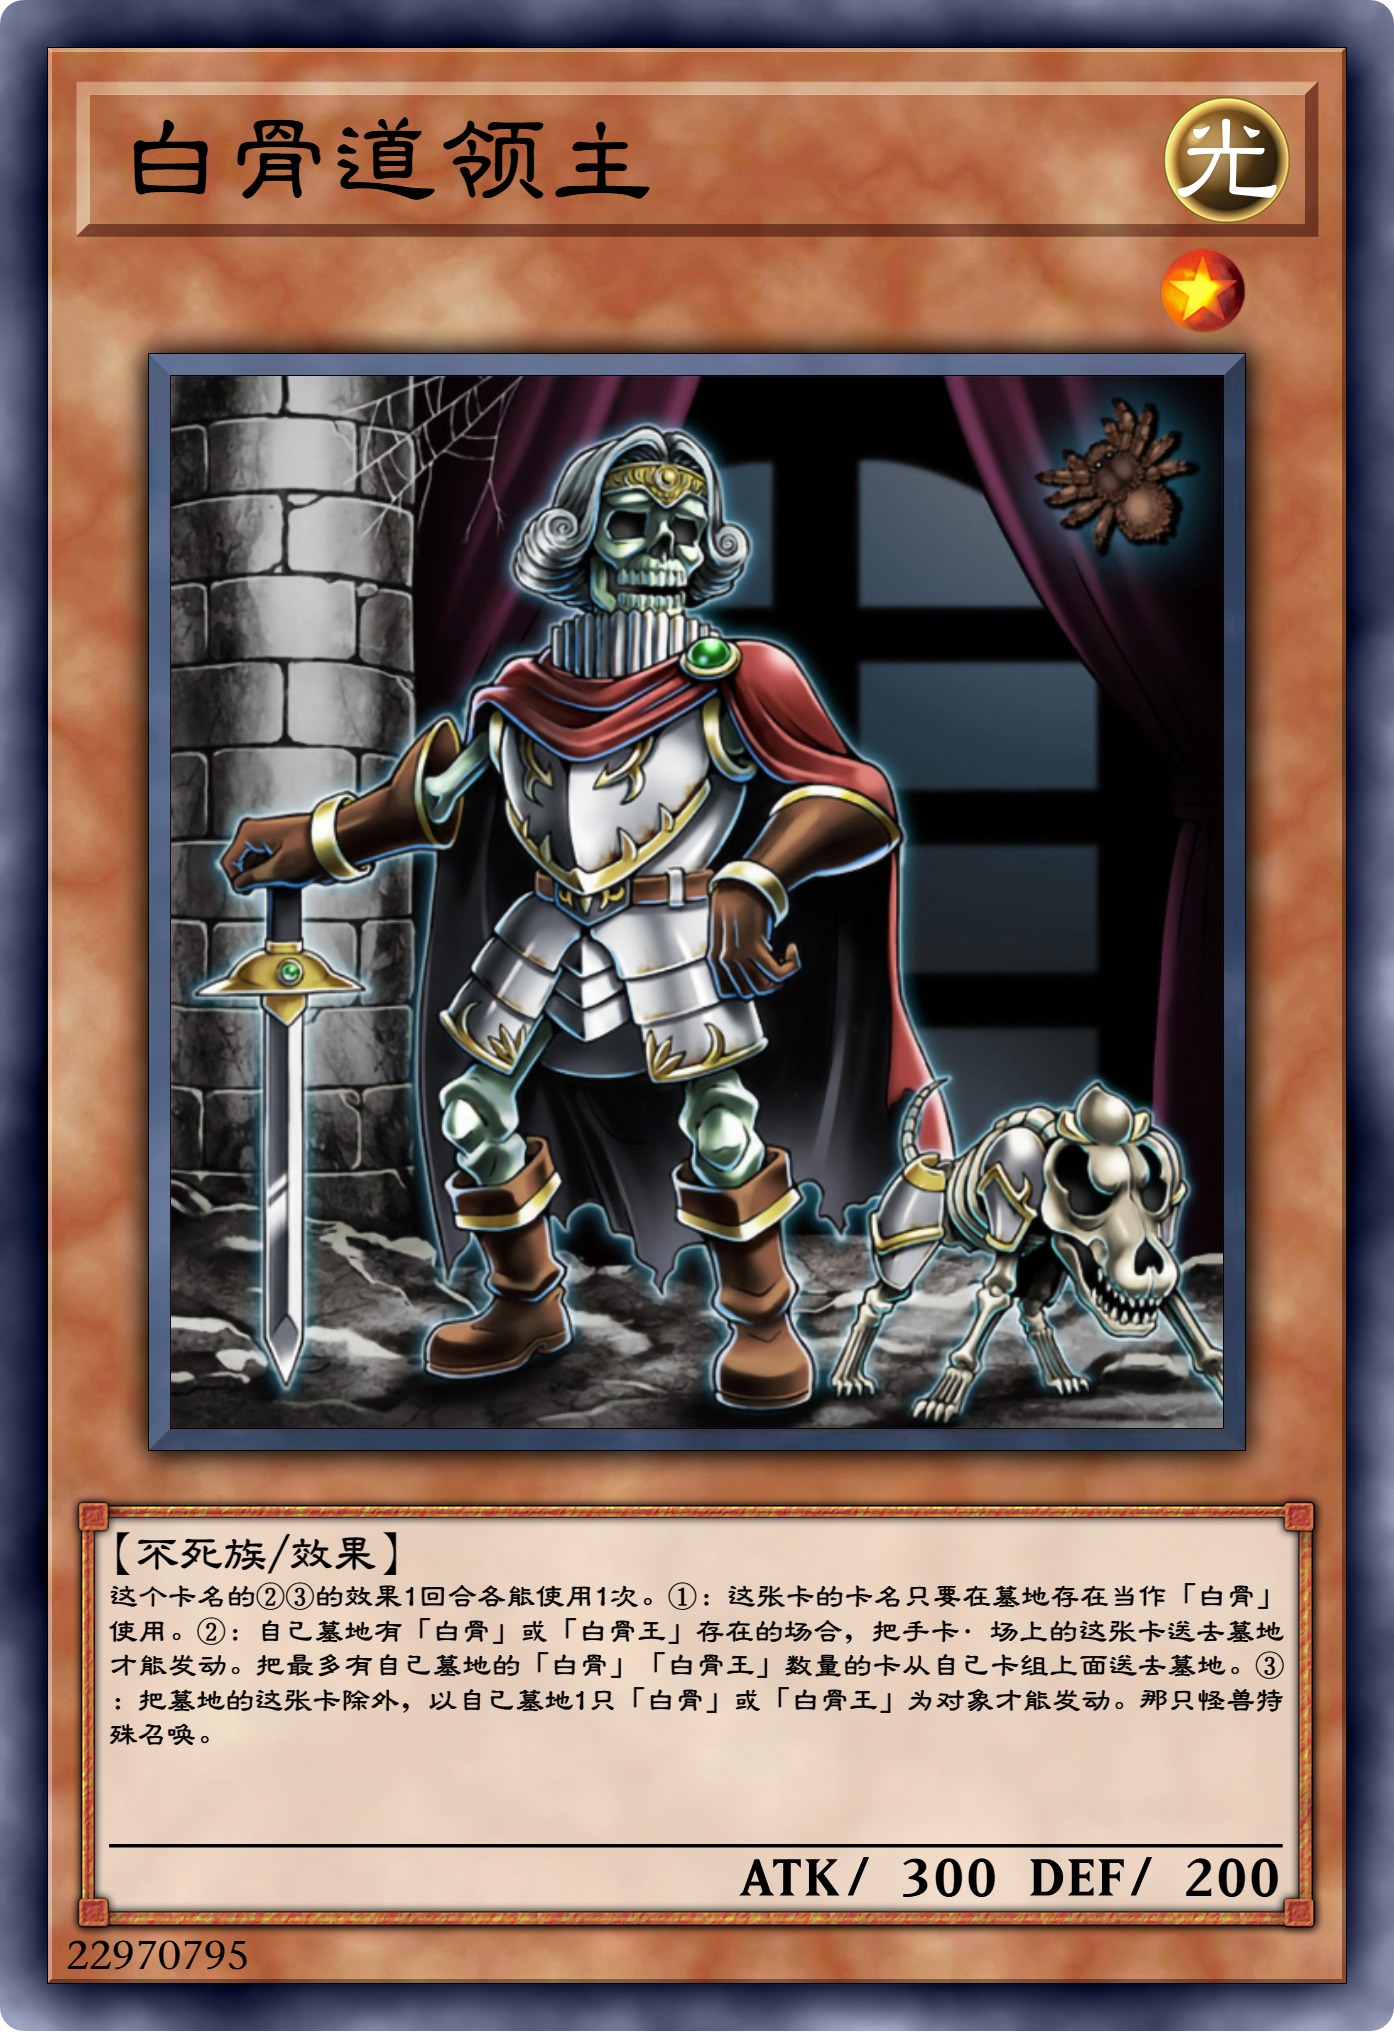 白骨道领主
光
【不死族/效果】
这个卡名的②③的效果1回合各能使用1次。①：这张卡的卡名只要在墓地存在当作「白骨」
使用。②：自己墓地有「白骨」或「白骨王」存在的场合，把手卡·场上的这张卡送去墓地
才能发动。把最多有自己墓地的「白骨」「白骨王」数量的卡从自己卡组上面送去墓地。③
：把墓地的这张卡除外，以自己墓地1只「白骨」或「白骨王」为对象才能发动。那只怪兽特
殊召唤。
ATK/ 300 DEF/ 200
22970795